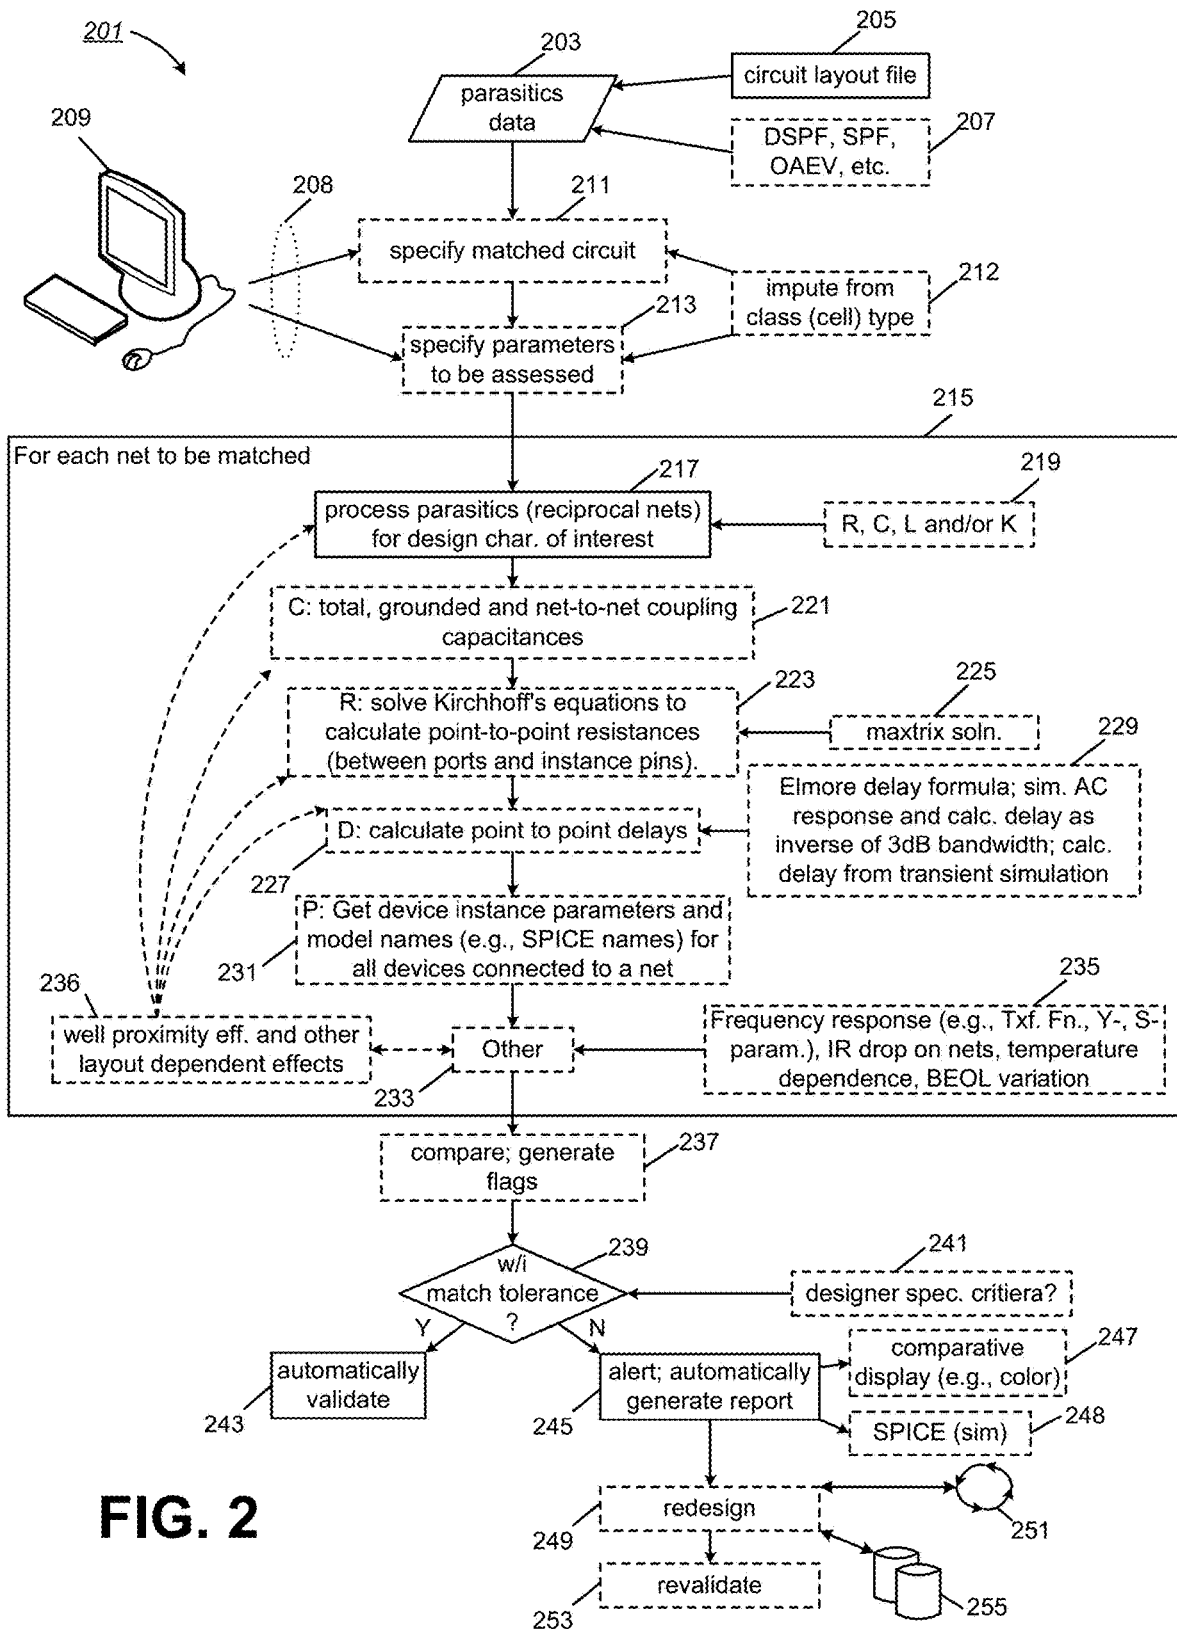 201
203
205
parasitics
data
circuit layout file
207
DSPF, SPF,
OAEV, etc.
209
208
211
specify matched circuit
212
impute from
class (cell) type
213
specify parameters
to be assessed
215
For each net to be matched
217
process parasitics (reciprocal nets)
for design char. of interest
219
R, C, L and/or K
C: total, grounded and net-to-net coupling
capacitances
221
R: solve Kirchhoff's equations to
calculate point-to-point resistances
(between ports and instance pins).
223
225
maxtrix soln.
229
Elmore delay formula; sim. AC
response and calc. delay as
inverse of 3dB bandwidth; calc.
delay from transient simulation
D: calculate point to point delays
227
P: Get device instance parameters and
model names (e.g., SPICE names) for
all devices connected to a net
231
236
well proximity eff. and other
layout dependent effects
Other
233
235
Frequency response (e.g., Txf. Fn., Y-, S-
param.), IR drop on nets, temperature
dependence, BEOL variation
compare; generate
flags
237
w/i
match tolerance
?
239
241
designer spec. critiera?
Y
N
automatically
validate
243
alert; automatically
generate report
245
comparative
display (e.g., color)
247
SPICE (sim)
248
redesign
249
251
revalidate
253
255
FIG. 2